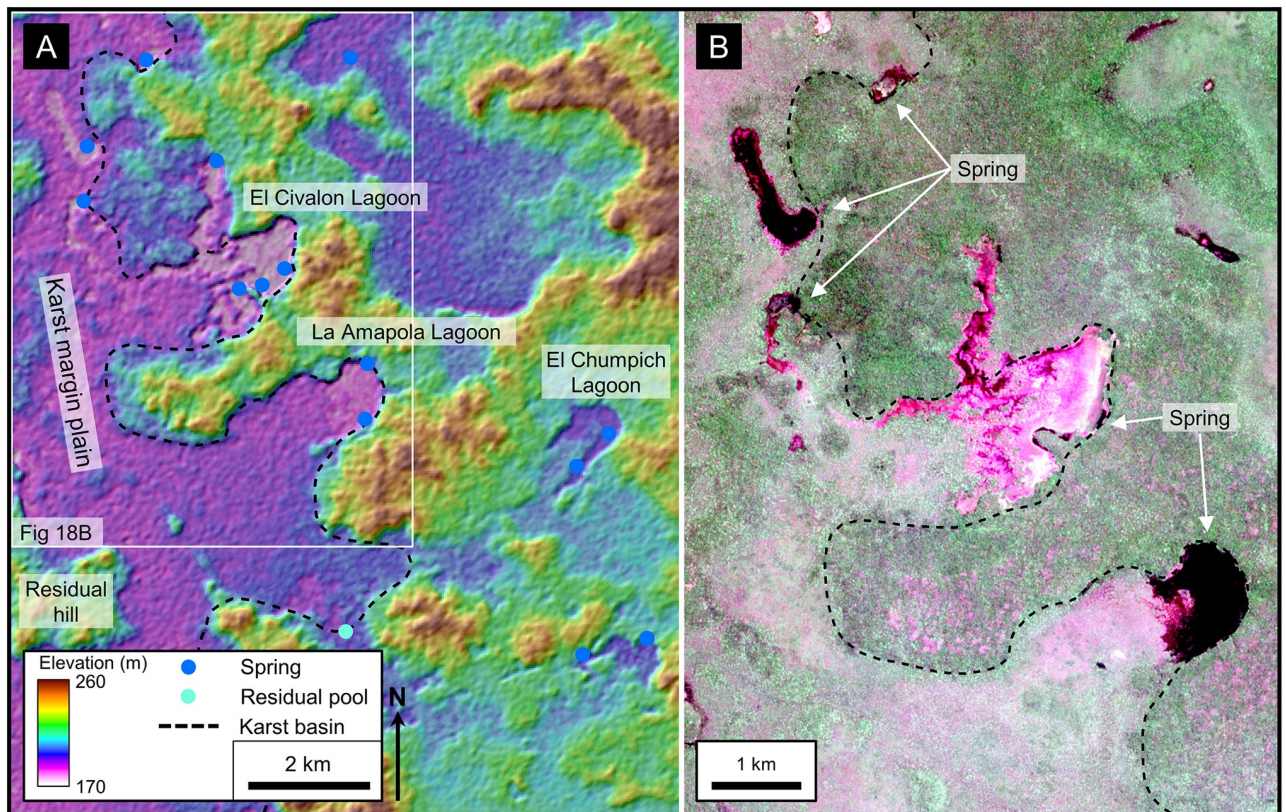 A
El Civalon Lagoon
La Amapola Lagoon
El Chumpich
Lagoon
Karst margin plain
Fig 18B
Residual
hill
Elevation (m)
260
170
Spring
Residual pool
Karst basin
2 km
N
B
Spring
Spring
1 km